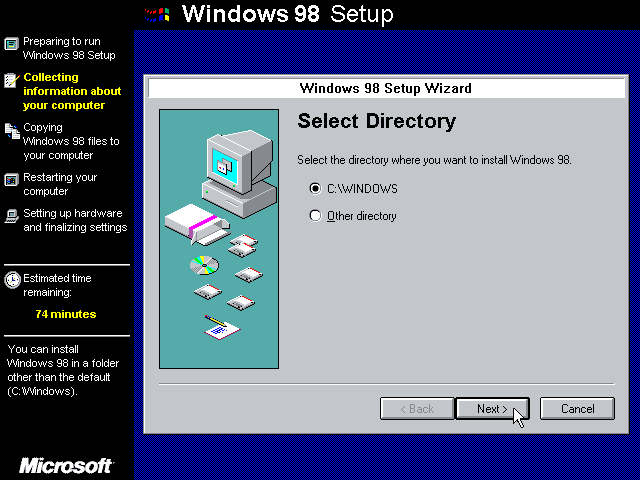 Windows 98 Setup
Preparing to run
Windows 98 Setup
Collecting
information about
your computer
Copying
Windows 98 files to
your computer
Restarting your
computer
Setting up hardware
and finalizing settings
Estimated time
remaining:
74 minutes
You can install
Windows 98 in a folder
other than the default
(C:\Windows).
Microsoft
Windows 98 Setup Wizard
Select Directory
Select the directory where you want to install Windows 98.
C:\WINDOWS
Other directory
< Back
Next >
Cancel